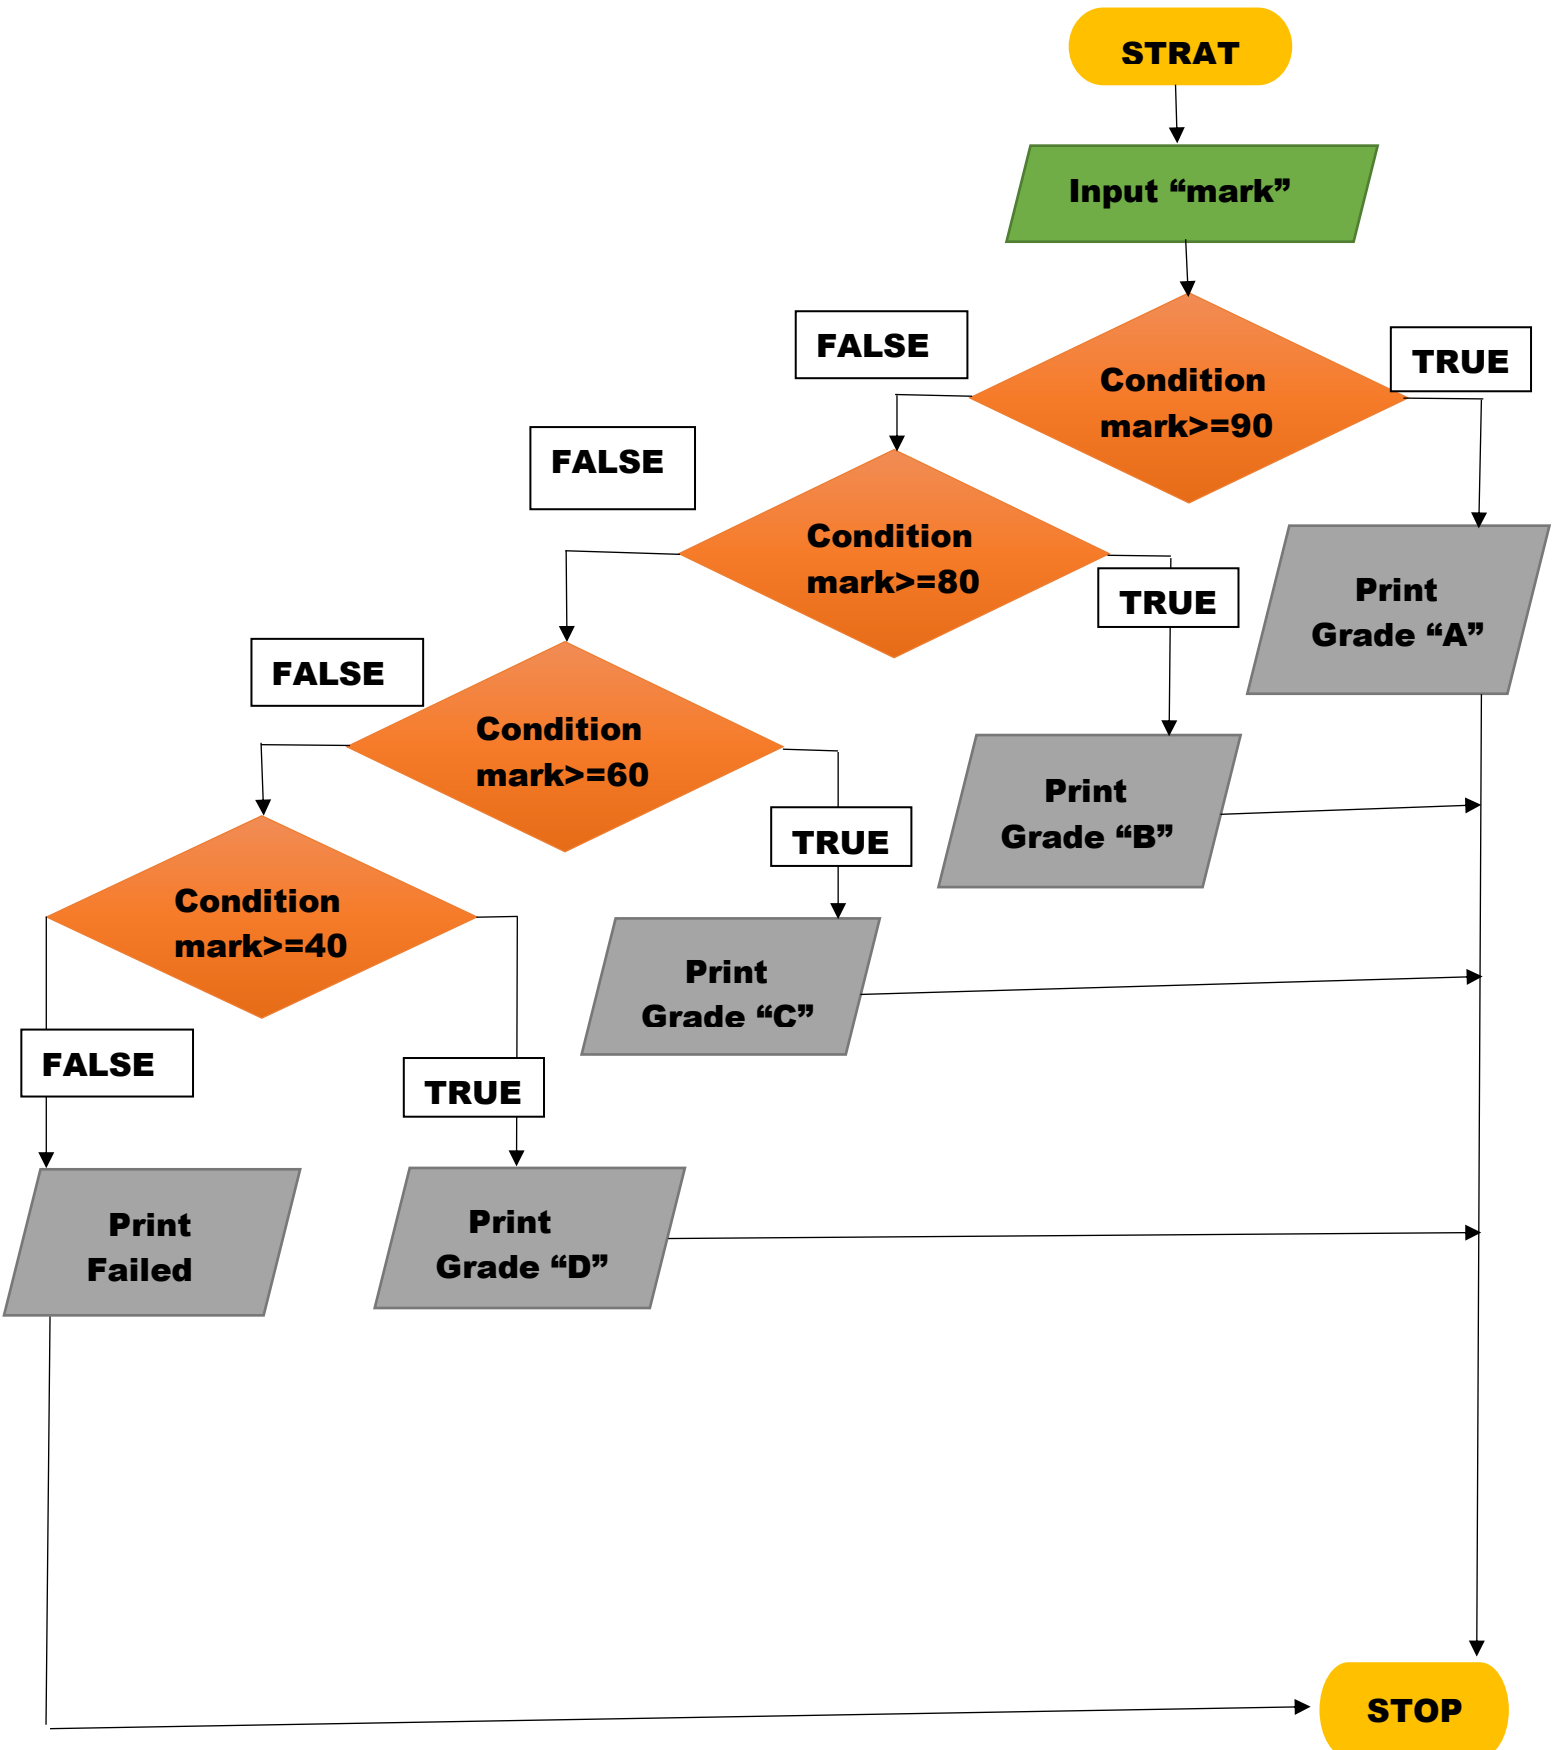 STRAT
Input “mark”
FALSE
Condition
mark>=90
TRUE
FALSE
Condition
mark>=80
TRUE
Print
Grade “A”
FALSE
Condition
mark>=60
TRUE
Print
Grade “B”
Condition
mark>=40
Print
Grade “C”
FALSE
TRUE
Print
Failed
Print
Grade “D”
STOP